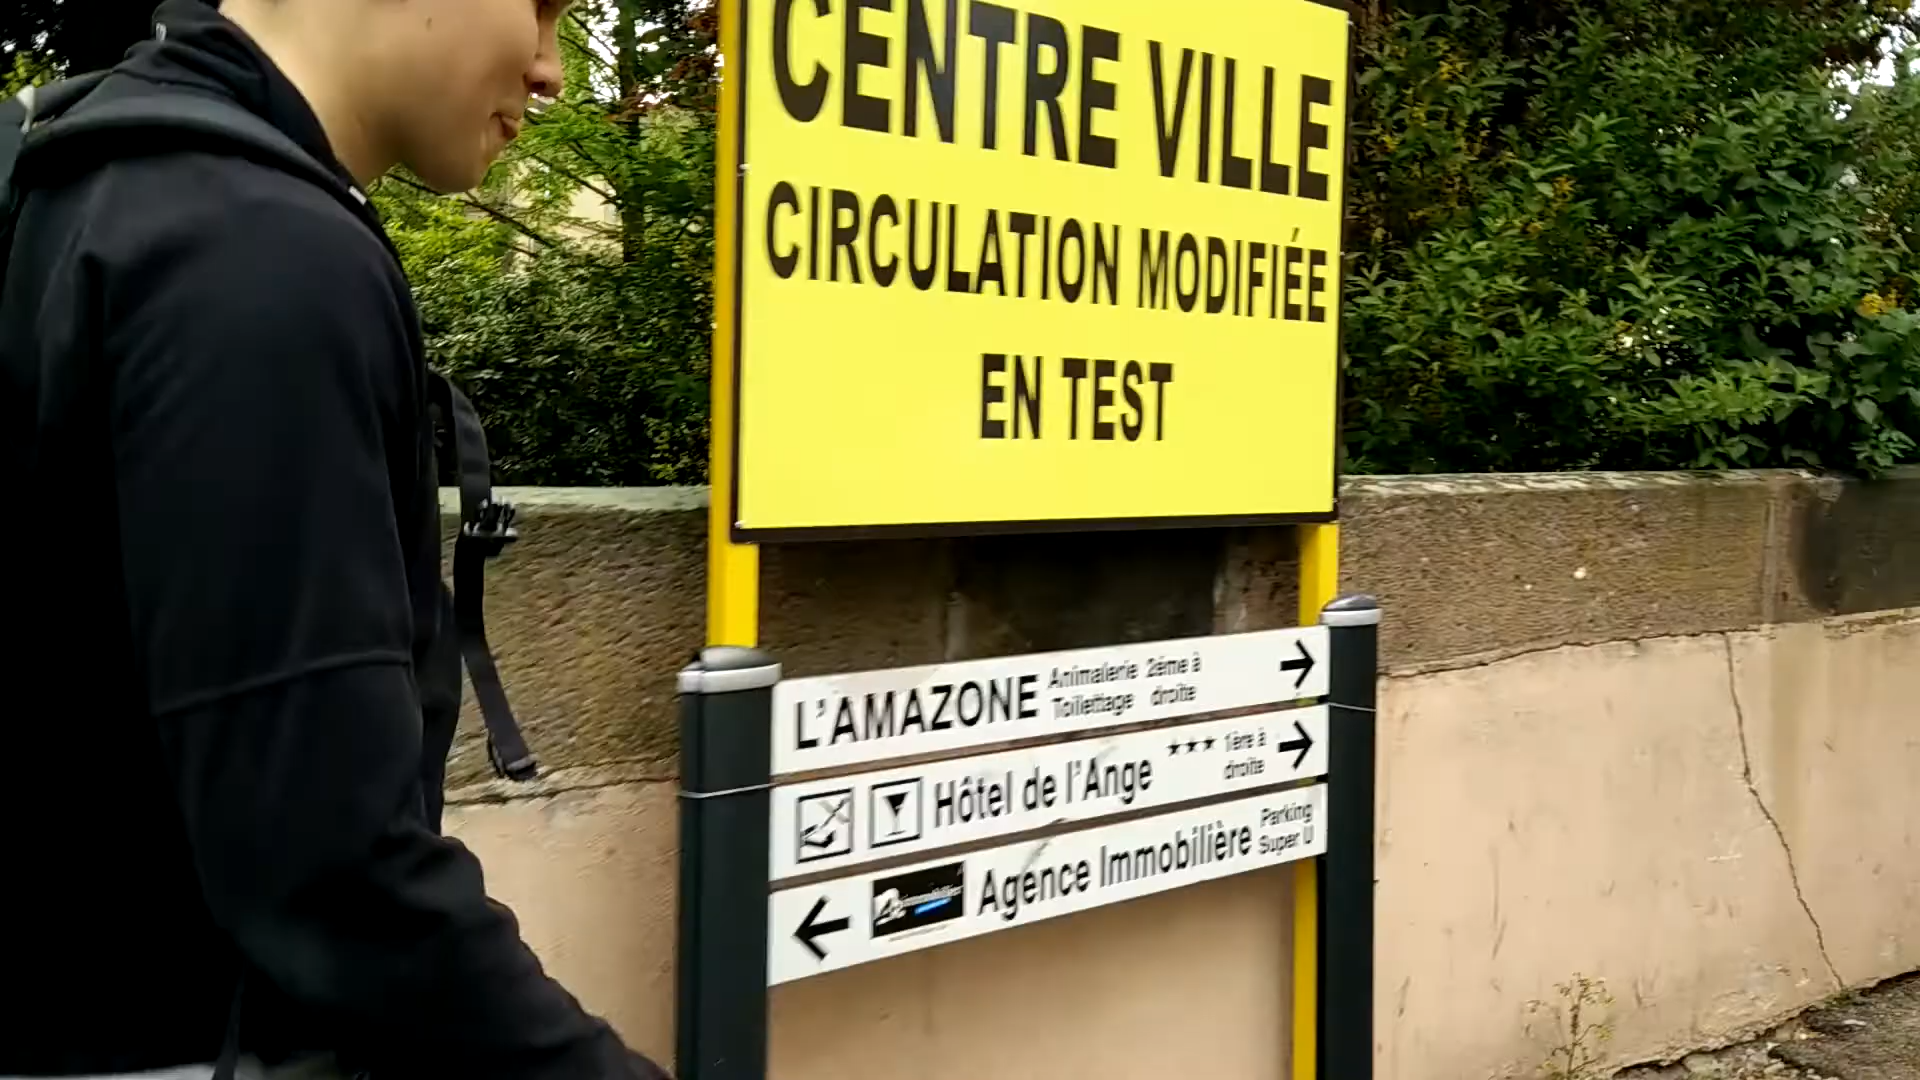 CENTRE VILLE
CIRCULATION MODIFIÉE
EN TEST
L'AMAZONE Animalerie 2ème à
Toilettage droite
Hôtel de l'Ange *** 1ère à
droite
Agence Immobilière Parking
Super U